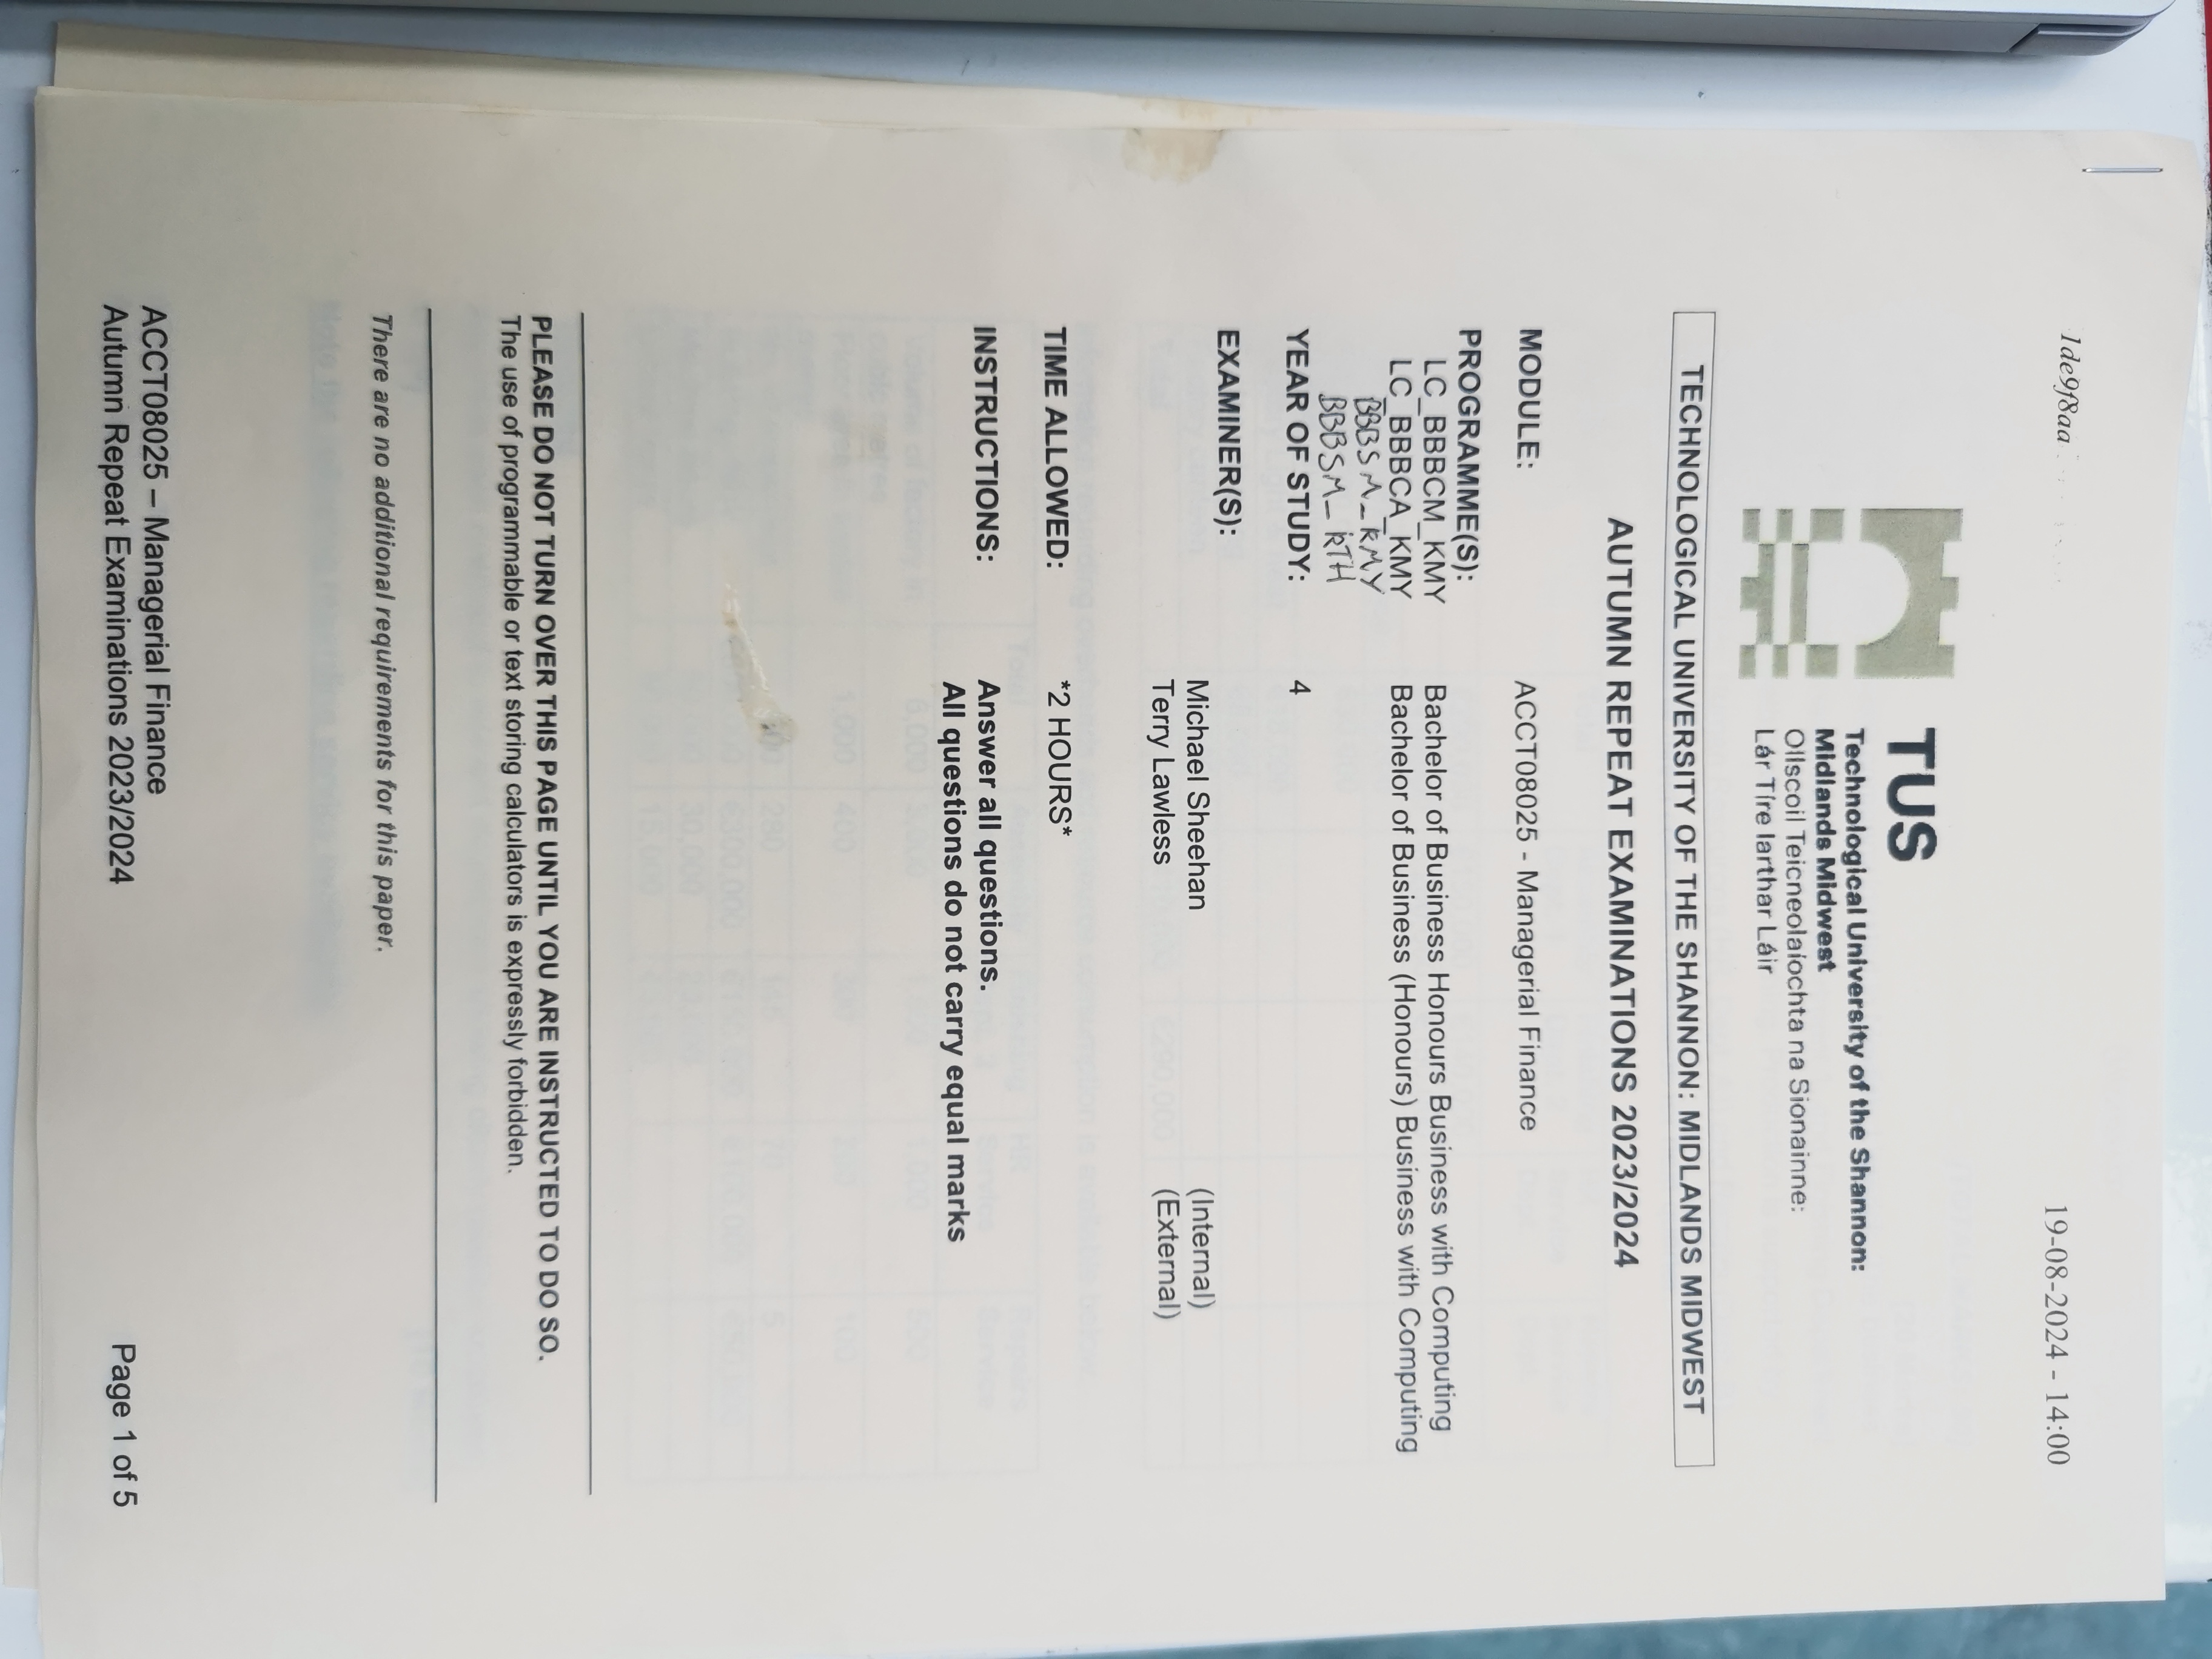 1de9f8aa 19-08-2024 - 14:00
TUS
Technological University of the Shannon:
Midlands Midwest
Ollscoil Teicneolaíochta na Sionainne:
Lár Tíre Iarthar Láir
TECHNOLOGICAL UNIVERSITY OF THE SHANNON: MIDLANDS MIDWEST
AUTUMN REPEAT EXAMINATIONS 2023/2024
MODULE: ACCT08025 - Managerial Finance
PROGRAMME(S):
LC_BBBCM_KMY Bachelor of Business Honours Business with Computing
LC_BBBCA_KMY Bachelor of Business (Honours) Business with Computing
BBBSM_KMY
BBBSM_KTH
YEAR OF STUDY: 4
EXAMINER(S):
Michael Sheehan (Internal)
Terry Lawless (External)
TIME ALLOWED: *2 HOURS*
INSTRUCTIONS: Answer all questions.
All questions do not carry equal marks
PLEASE DO NOT TURN OVER THIS PAGE UNTIL YOU ARE INSTRUCTED TO DO SO.
The use of programmable or text storing calculators is expressly forbidden.
There are no additional requirements for this paper.
ACCT08025 – Managerial Finance
Autumn Repeat Examinations 2023/2024 Page 1 of 5